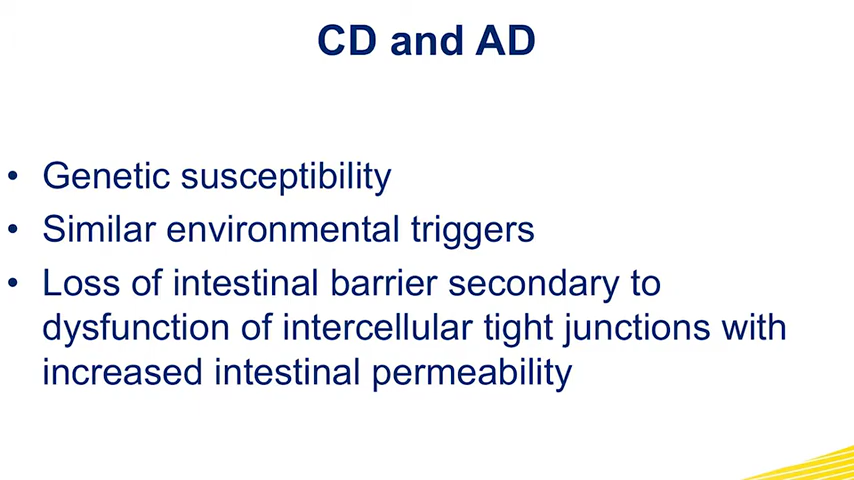 CD and AD
• Genetic susceptibility
• Similar environmental triggers
• Loss of intestinal barrier secondary to
dysfunction of intercellular tight junctions with
increased intestinal permeability